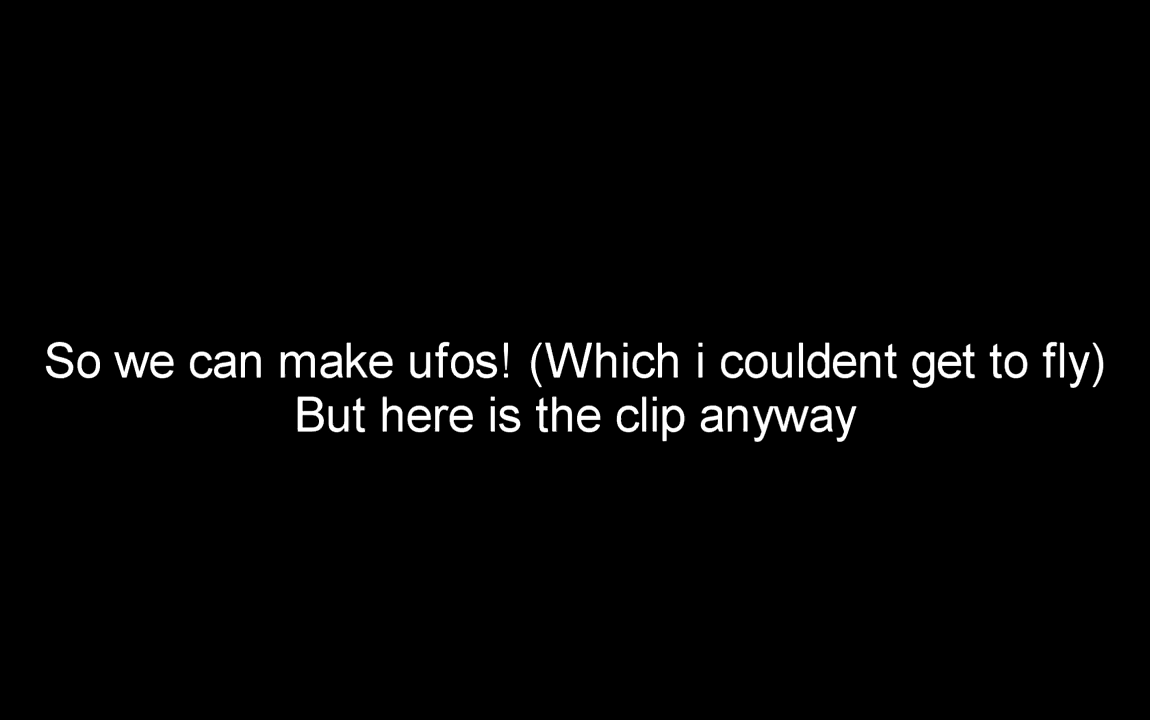 So we can make ufos! (Which i couldent get to fly)
But here is the clip anyway